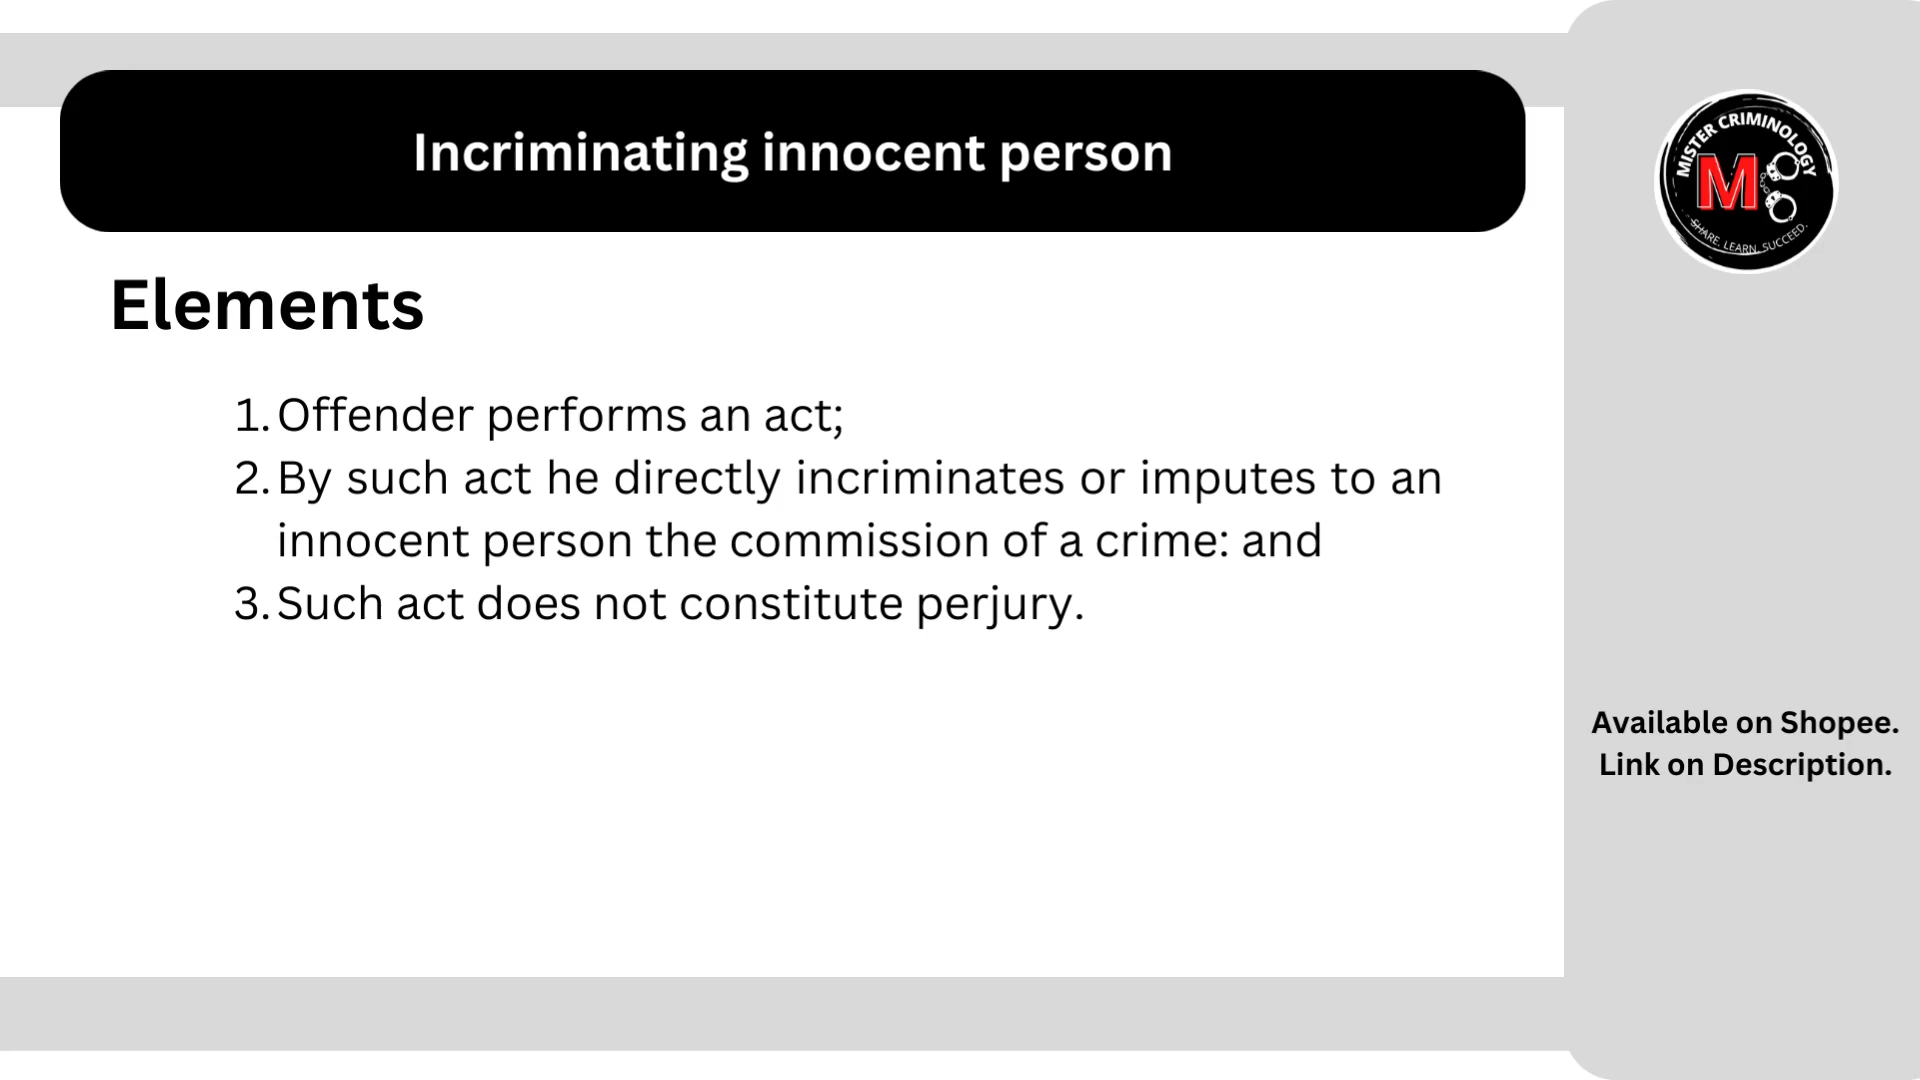 Incriminating innocent person
MISTER CRIMINOLOGY
M
SHARE. LEARN. SUCCEED.
Elements
1. Offender performs an act;
2. By such act he directly incriminates or imputes to an
innocent person the commission of a crime: and
3. Such act does not constitute perjury.
Available on Shopee.
Link on Description.